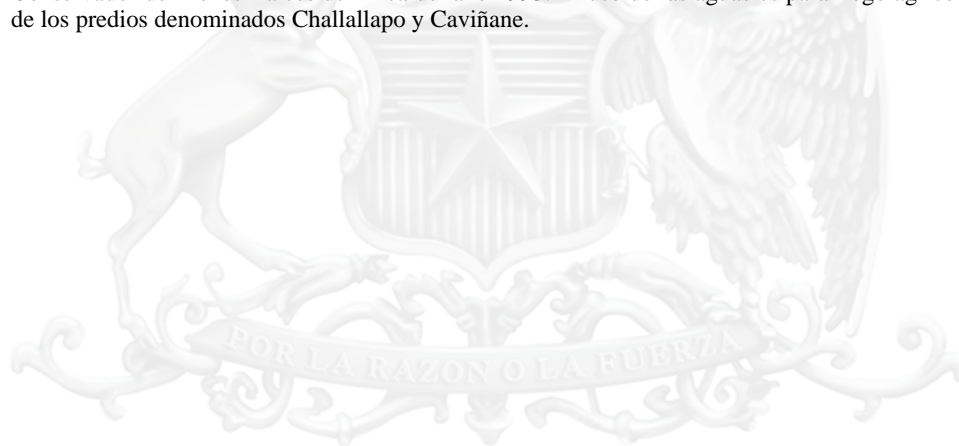 de los predios denominados Challallapo y Caviñane.
POR LA RAZON O LA FUERZA